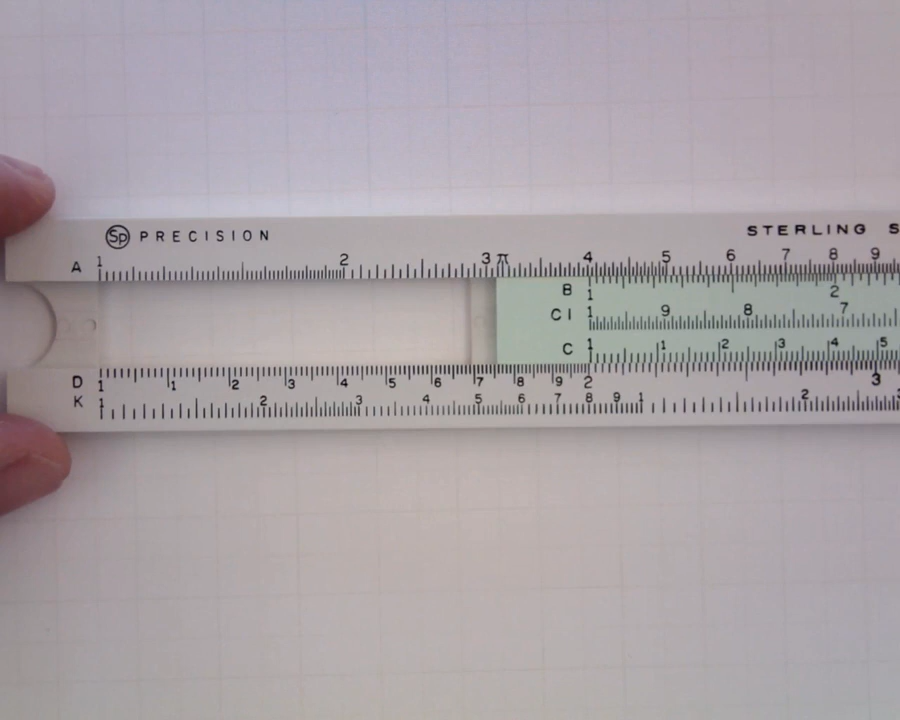 Sp PRECISION
STERLING S
A 1 2 3 π 4 5 6 7 8 9
B 1 2
CI 1 9 8 7
C 1 1 2 3 4 5
D 1 1 2 3 4 5 6 7 8 9 2 3
K 1 2 3 4 5 6 7 8 9 1 2